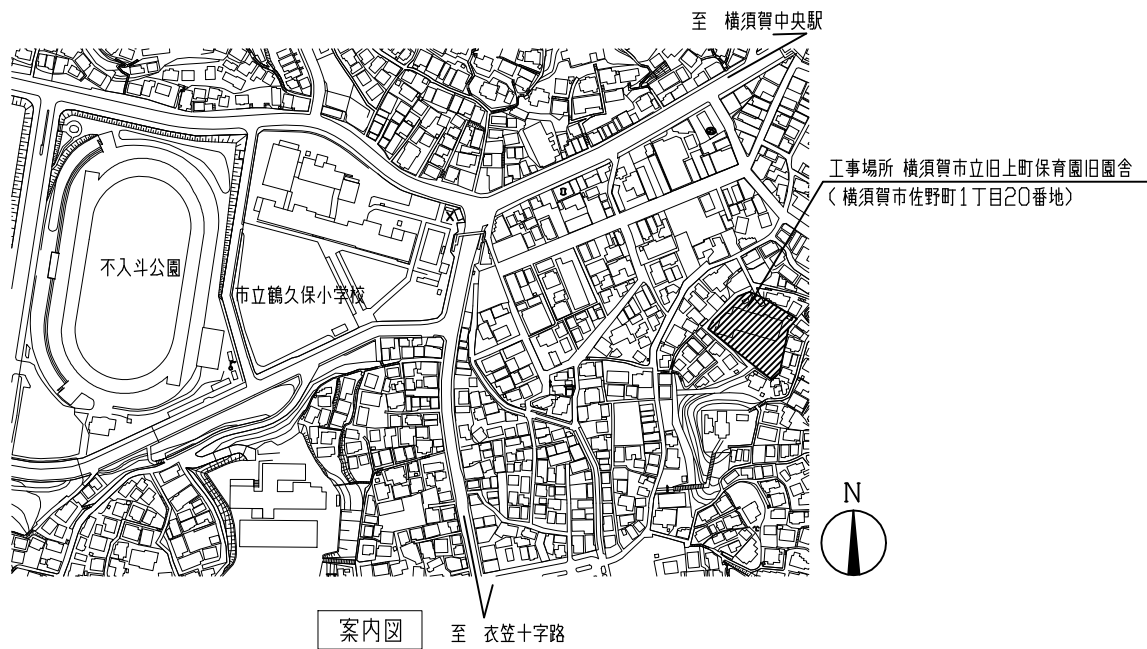 至 横須賀中央駅
工事場所 横須賀市立旧上町保育園旧園舎
(横須賀市佐野町1丁目20番地)
不入斗公園
市立鶴久保小学校
N
案内図
至 衣笠十字路